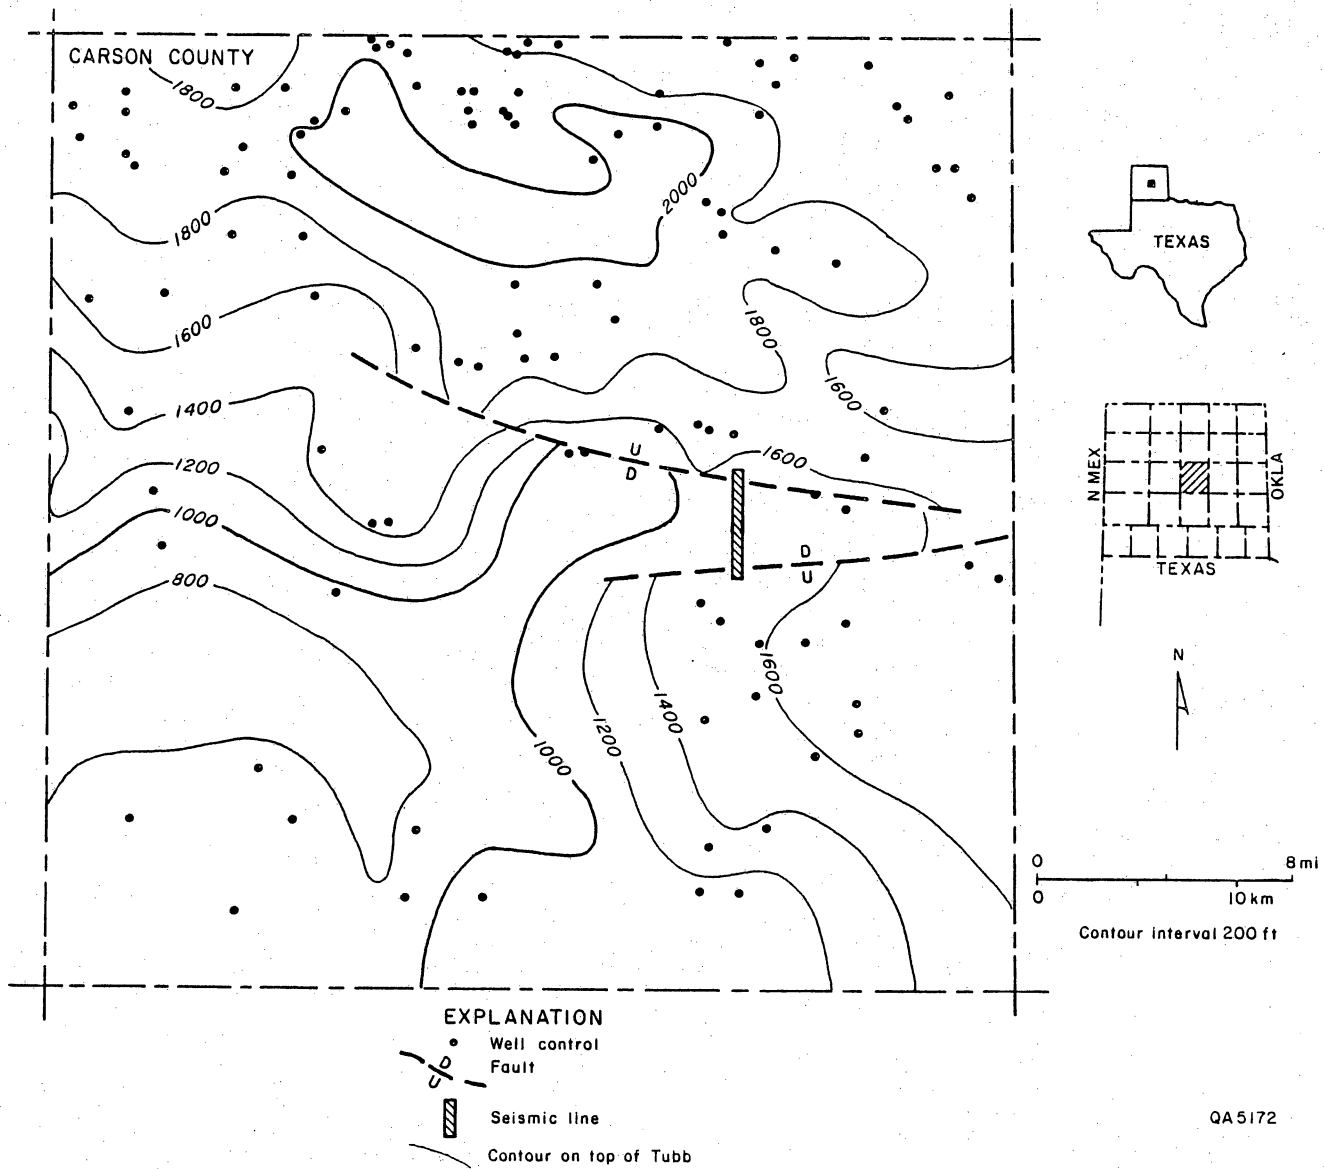 CARSON COUNTY
1800
2000
1800
1600
1800
1600
1400
1200
1000
800
U
D
1600
D
U
1600
1400
1200
1000
TEXAS
N MEX
OKLA
TEXAS
N
0 8 mi
0 10 km
Contour interval 200 ft
EXPLANATION
Well control
D
U
Fault
Seismic line
Contour on top of Tubb
QA5172